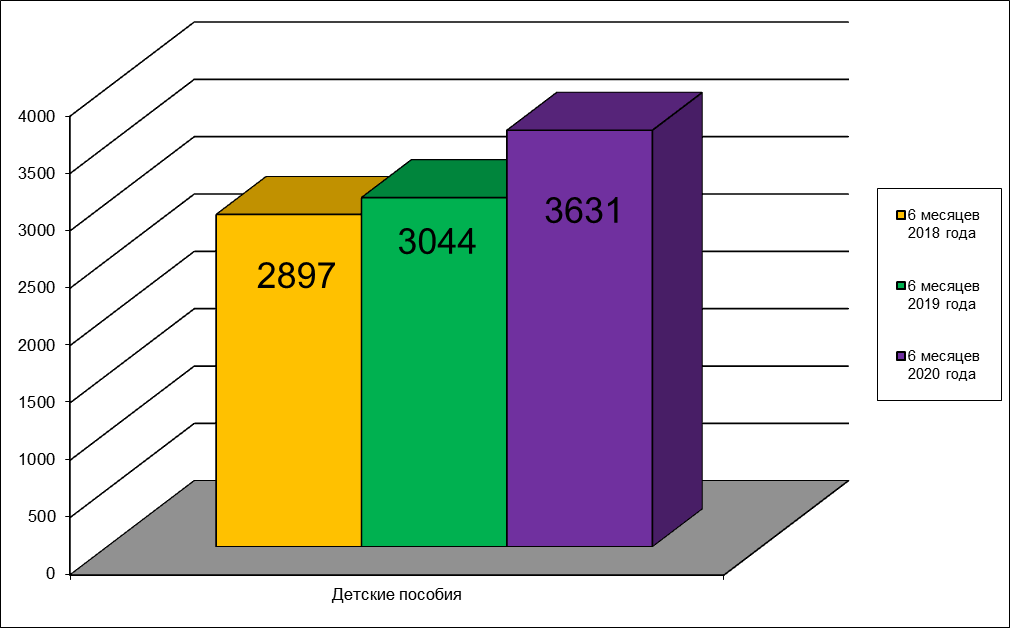 4000
3500
3000
2500
2000
1500
1000
500
0
2897
3044
3631
Детские пособия
6 месяцев
2018 года
6 месяцев
2019 года
6 месяцев
2020 года